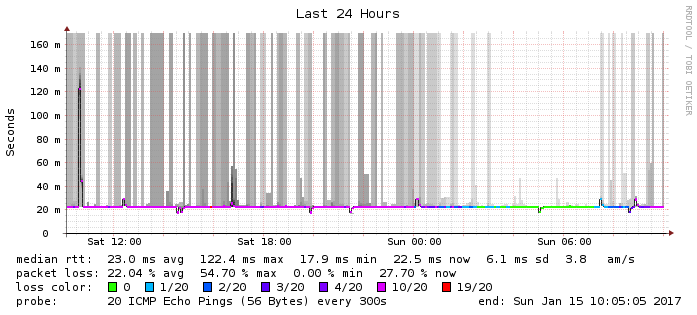 Last 24 Hours
RRDTOOL / TOBI OETIKER
Seconds
160 m
140 m
120 m
100 m
80 m
60 m
40 m
20 m
0
Sat 12:00 Sat 18:00 Sun 00:00 Sun 06:00
median rtt: 23.0 ms avg 122.4 ms max 17.9 ms min 22.5 ms now 6.1 ms sd 3.8 am/s
packet loss: 22.04 % avg 54.70 % max 0.00 % min 27.70 % now
loss color: 0 1/20 2/20 3/20 4/20 10/20 19/20
probe: 20 ICMP Echo Pings (56 Bytes) every 300s end: Sun Jan 15 10:05:05 2017